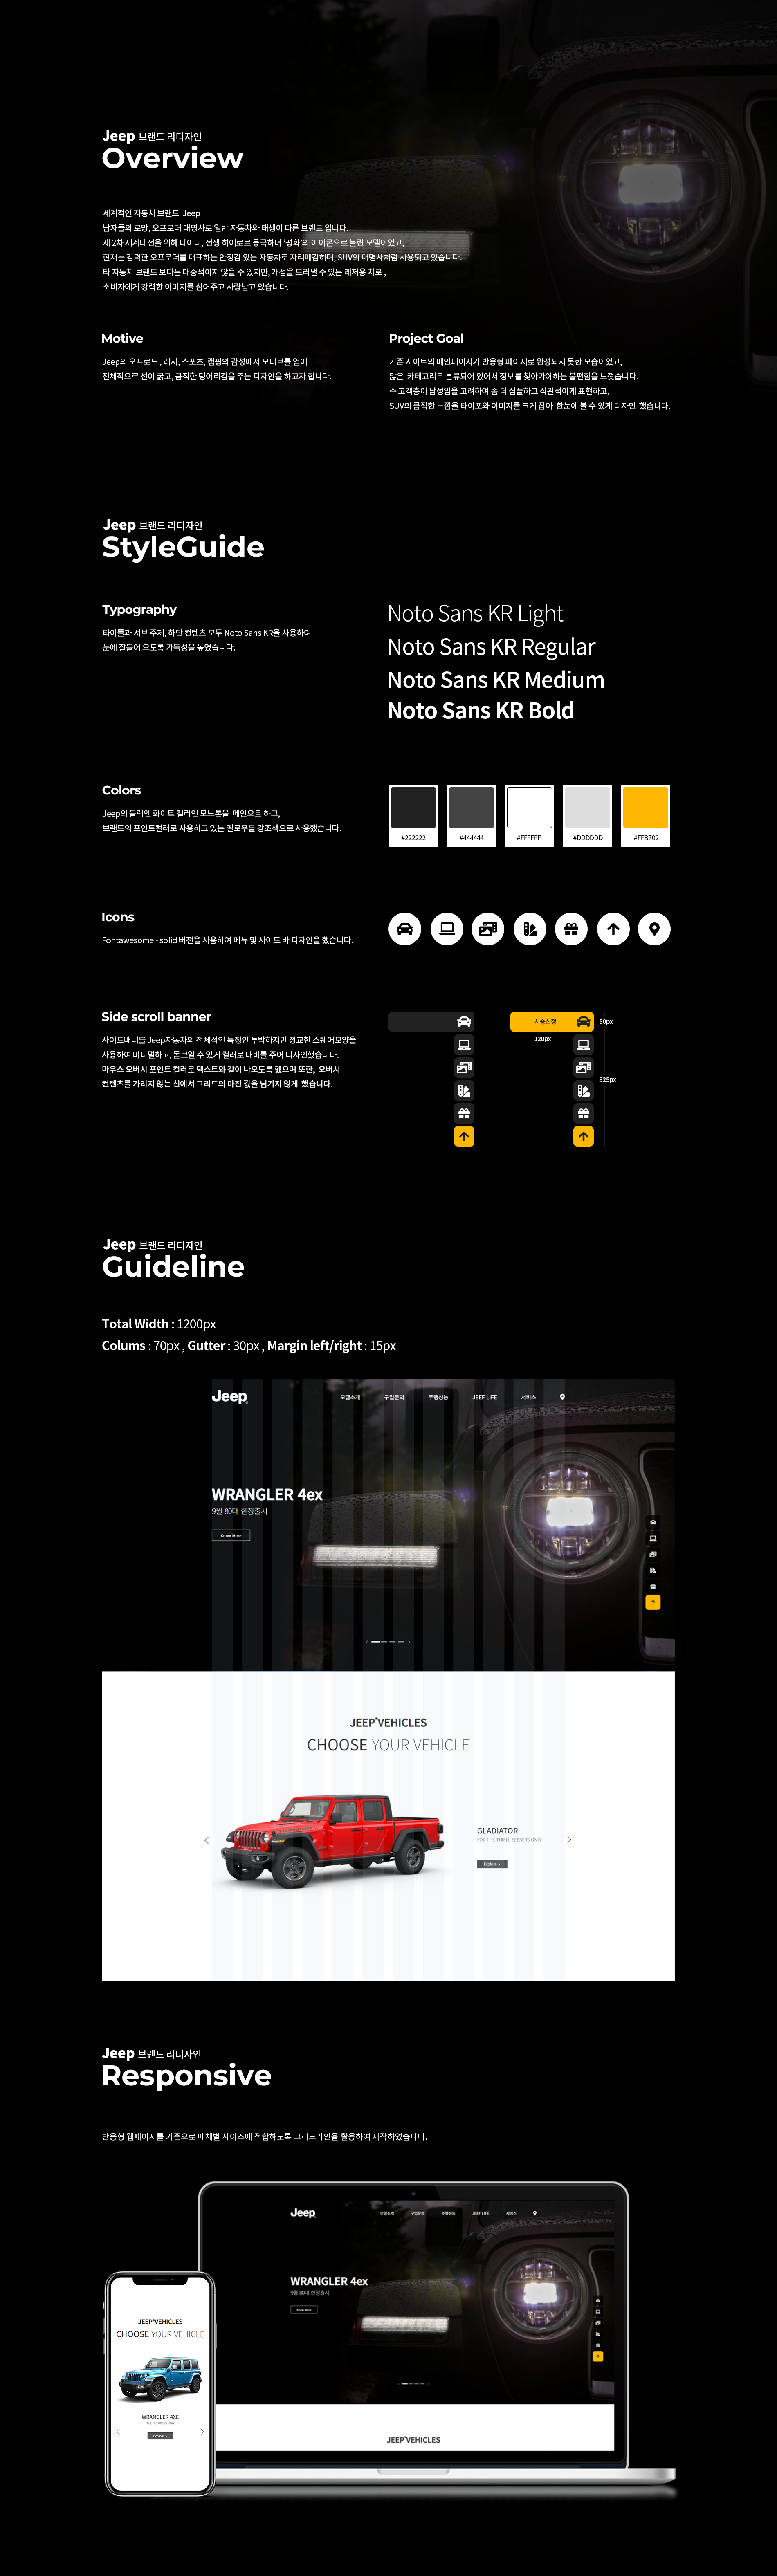 Jeep 브랜드 리디자인
Overview
세계적인 자동차 브랜드 Jeep
남자들의 로망, 오프로더 대명사로 일반 자동차와 태생이 다른 브랜드 입니다.
제 2차 세계대전을 위해 태어나, 전쟁 히어로로 등극하며 '평화'의 아이콘으로 불린 모델이었고,
현재는 강력한 오프로더를 대표하는 안정감 있는 자동차로 자리매김하며, SUV의 대명사처럼 사용되고 있습니다.
타 자동차 브랜드 보다는 대중적이지 않을 수 있지만, 개성을 드러낼 수 있는 레저용 차로 ,
소비자에게 강력한 이미지를 심어주고 사랑받고 있습니다.
Motive
Jeep의 오프로드 , 레저, 스포츠, 캠핑의 감성에서 모티브를 얻어
전체적으로 선이 굵고, 큼직한 덩어리감을 주는 디자인을 하고자 합니다.
Project Goal
기존 사이트의 메인페이지가 반응형 페이지로 완성되지 못한 모습이었고,
많은 카테고리로 분류되어 있어서 정보를 찾아가야하는 불편함을 느꼇습니다.
주 고객층이 남성임을 고려하여 좀 더 심플하고 직관적이게 표현하고,
SUV의 큼직한 느낌을 타이포와 이미지를 크게 잡아 한눈에 볼 수 있게 디자인 했습니다.
Jeep 브랜드 리디자인
StyleGuide
Typography
타이틀과 서브 주제, 하단 컨텐츠 모두 Noto Sans KR을 사용하여
눈에 잘들어 오도록 가독성을 높였습니다.
Noto Sans KR Light
Noto Sans KR Regular
Noto Sans KR Medium
Noto Sans KR Bold
Colors
Jeep의 블랙앤 화이트 컬러인 모노톤을 메인으로 하고,
브랜드의 포인트컬러로 사용하고 있는 옐로우를 강조색으로 사용했습니다.
#222222
#444444
#FFFFFF
#DDDDDD
#FFB702
Icons
Fontawesome - solid 버전을 사용하여 메뉴 및 사이드 바 디자인을 했습니다.
Side scroll banner
사이드배너를 Jeep자동차의 전체적인 특징인 투박하지만 정교한 스퀘어모양을
사용하여 미니멀하고, 돋보일 수 있게 컬러로 대비를 주어 디자인했습니다.
마우스 오버시 포인트 컬러로 텍스트와 같이 나오도록 했으며 또한, 오버시
컨텐츠를 가리지 않는 선에서 그리드의 마진 값을 넘기지 않게 했습니다.
시승신청
50px
120px
325px
Jeep 브랜드 리디자인
Guideline
Total Width : 1200px
Colums : 70px , Gutter : 30px , Margin left/right : 15px
Jeep
모델소개
구입문의
주행성능
JEEF LIFE
서비스
WRANGLER 4ex
9월 80대 한정출시
Know More
JEEP®VEHICLES
CHOOSE YOUR VEHICLE
GLADIATOR
FOR THE THRILL SEEKERS ONLY
Explore >
Jeep 브랜드 리디자인
Responsive
반응형 웹페이지를 기준으로 매체별 사이즈에 적합하도록 그리드라인을 활용하여 제작하였습니다.
Jeep
모델소개
구입문의
주행성능
JEEF LIFE
서비스
WRANGLER 4ex
9월 80대 한정출시
Know More
JEEP®VEHICLES
JEEP®VEHICLES
CHOOSE YOUR VEHICLE
WRANGLER 4XE
Explore >